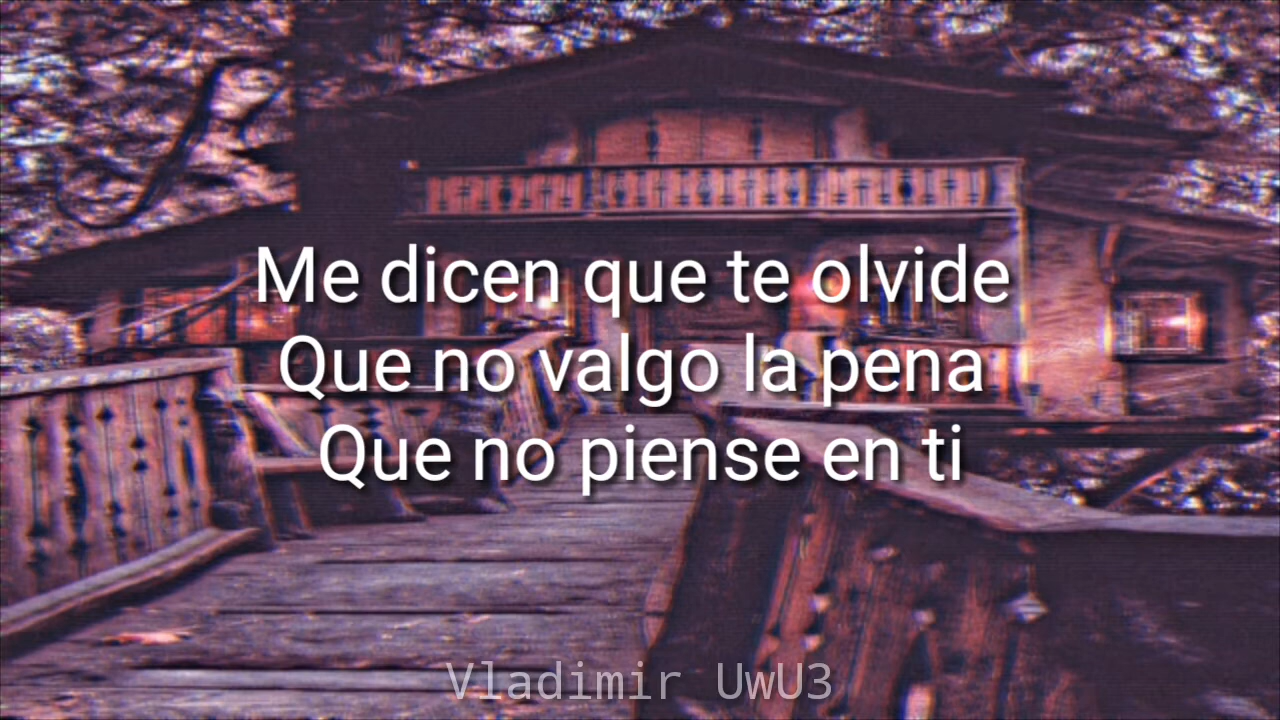 Me dicen que te olvide
Que no valgo la pena
Que no piense en ti
Vladimir UwU3